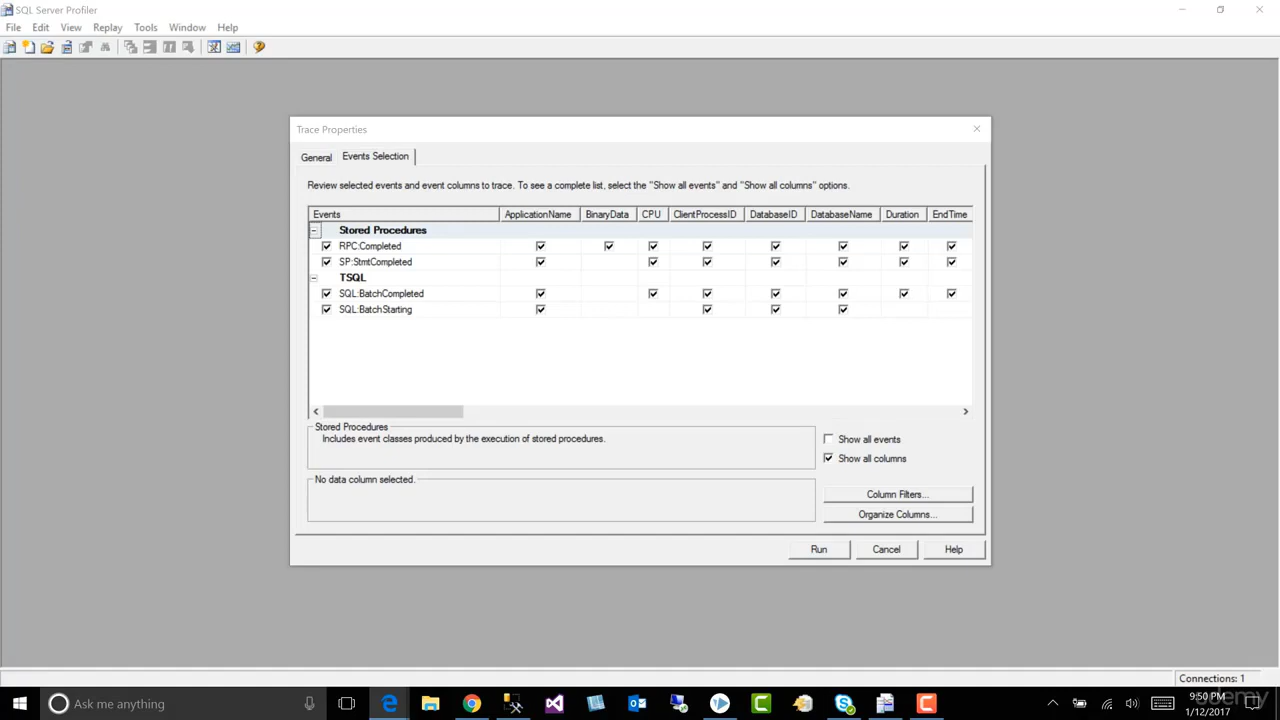 SQL Server Profiler
File Edit View Replay Tools Window Help
Trace Properties
General Events Selection
Review selected events and event columns to trace. To see a complete list, select the "Show all events" and "Show all columns" options.
Events ApplicationName BinaryData CPU ClientProcessID DatabaseID DatabaseName Duration EndTime
Stored Procedures
RPC:Completed
SP:StmtCompleted
TSQL
SQL:BatchCompleted
SQL:BatchStarting
Stored Procedures
Includes event classes produced by the execution of stored procedures.
Show all events
Show all columns
No data column selected.
Column Filters...
Organize Columns...
Run Cancel Help
Connections: 1
Ask me anything
9:50 PM
1/12/2017
udemy